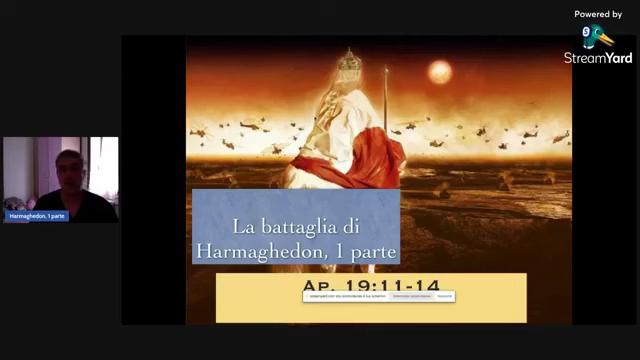 Powered by
StreamYard
La battaglia di
Harmaghedon, 1 parte
Ap. 19:11-14
Harmaghedon, 1 parte